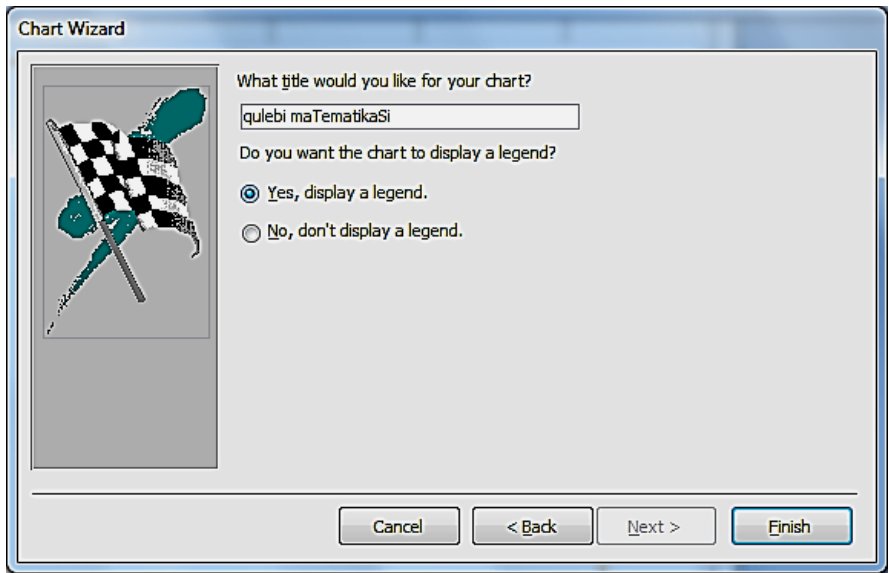 Chart Wizard
What title would you like for your chart?
qulebi maTematikaSi
Do you want the chart to display a legend?
Yes, display a legend.
No, don't display a legend.
Cancel
< Back
Next >
Finish